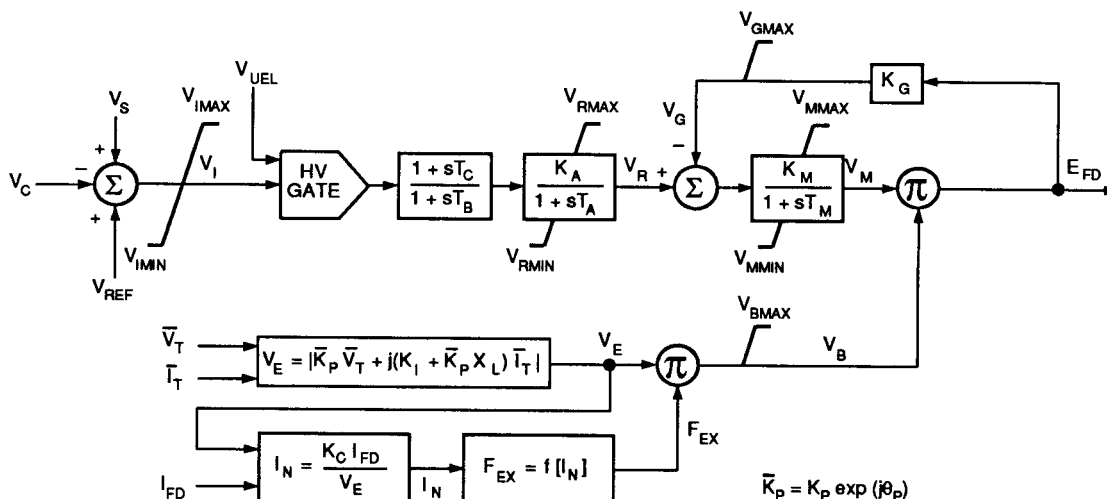 V_GMAX
V_UEL
K_G
V_S
V_IMAX
V_RMAX
V_G
V_MMAX
+
−
V_C
−
Σ
V_I
HV
GATE
1 + sT_C
1 + sT_B
K_A
1 + sT_A
V_R
+
Σ
K_M
1 + sT_M
V_M
π
E_FD
+
V_IMIN
V_RMIN
V_MMIN
V_REF
V_BMAX
V̅_T
V_E = |K̅_P V̅_T + j(K_I + K̅_P X_L) I̅_T|
V_E
π
V_B
I̅_T
F_EX
I_FD
I_N = K_C I_FD / V_E
I_N
F_EX = f [I_N]
K̅_P = K_P exp (jθ_P)